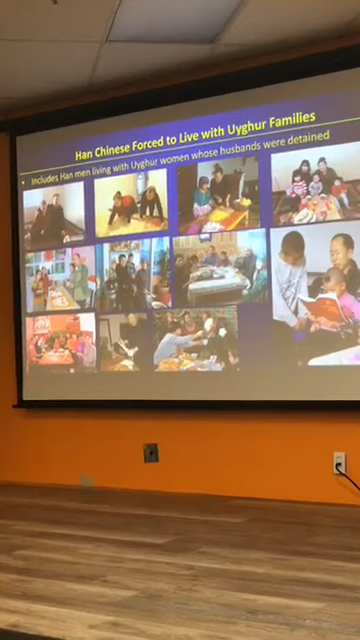 Han Chinese Forced to Live with Uyghur Families
• Includes Han men living with Uyghur women whose husbands were detained